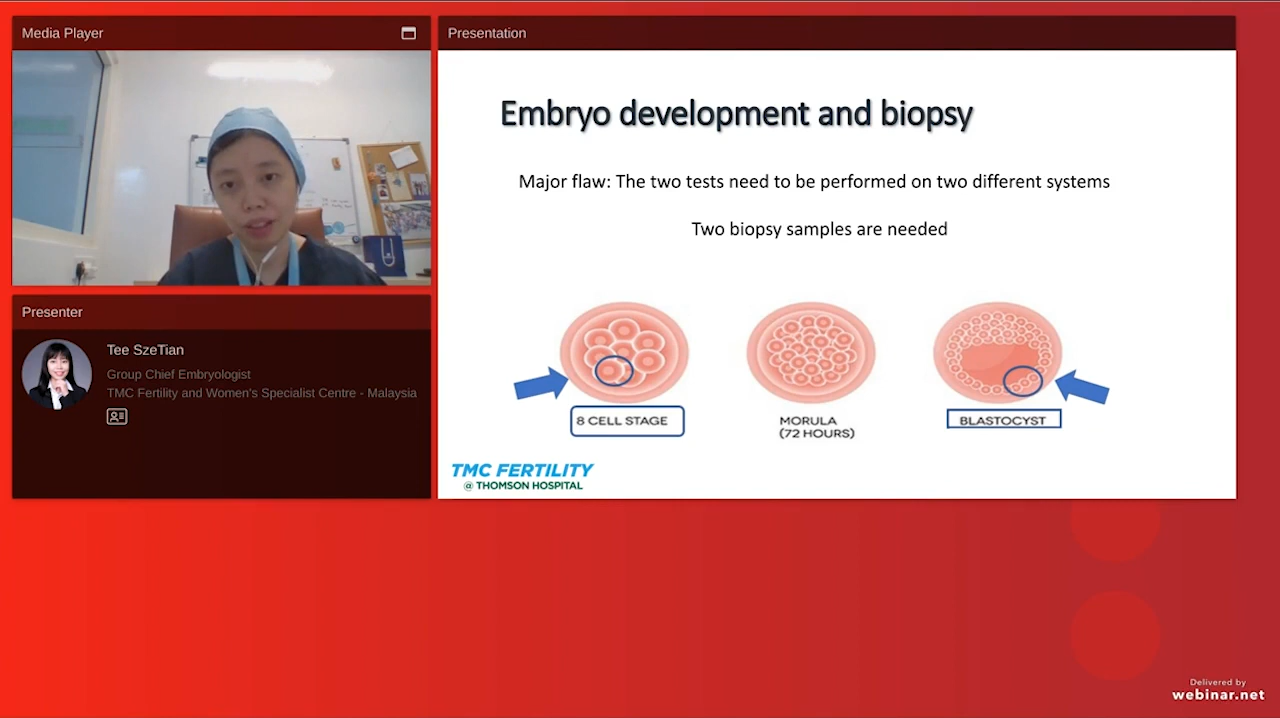 Media Player
Presentation
Embryo development and biopsy
Major flaw: The two tests need to be performed on two different systems
Two biopsy samples are needed
8 CELL STAGE
MORULA
(72 HOURS)
BLASTOCYST
TMC FERTILITY
@ THOMSON HOSPITAL
Presenter
Tee SzeTian
Group Chief Embryologist
TMC Fertility and Women's Specialist Centre - Malaysia
Delivered by
webinar.net